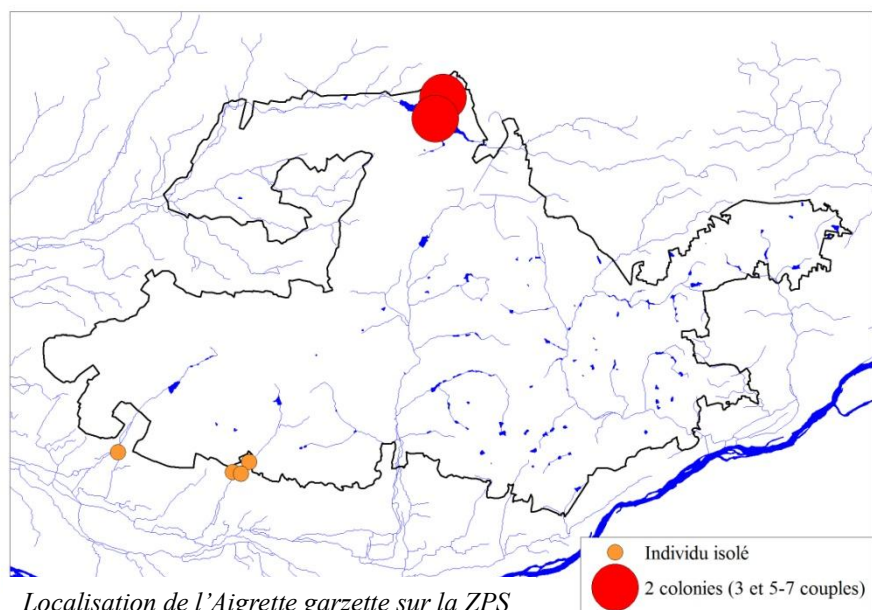 Individu isolé
2 colonies (3 et 5-7 couples)
Localisation de l'Aigrette garzette sur la ZPS